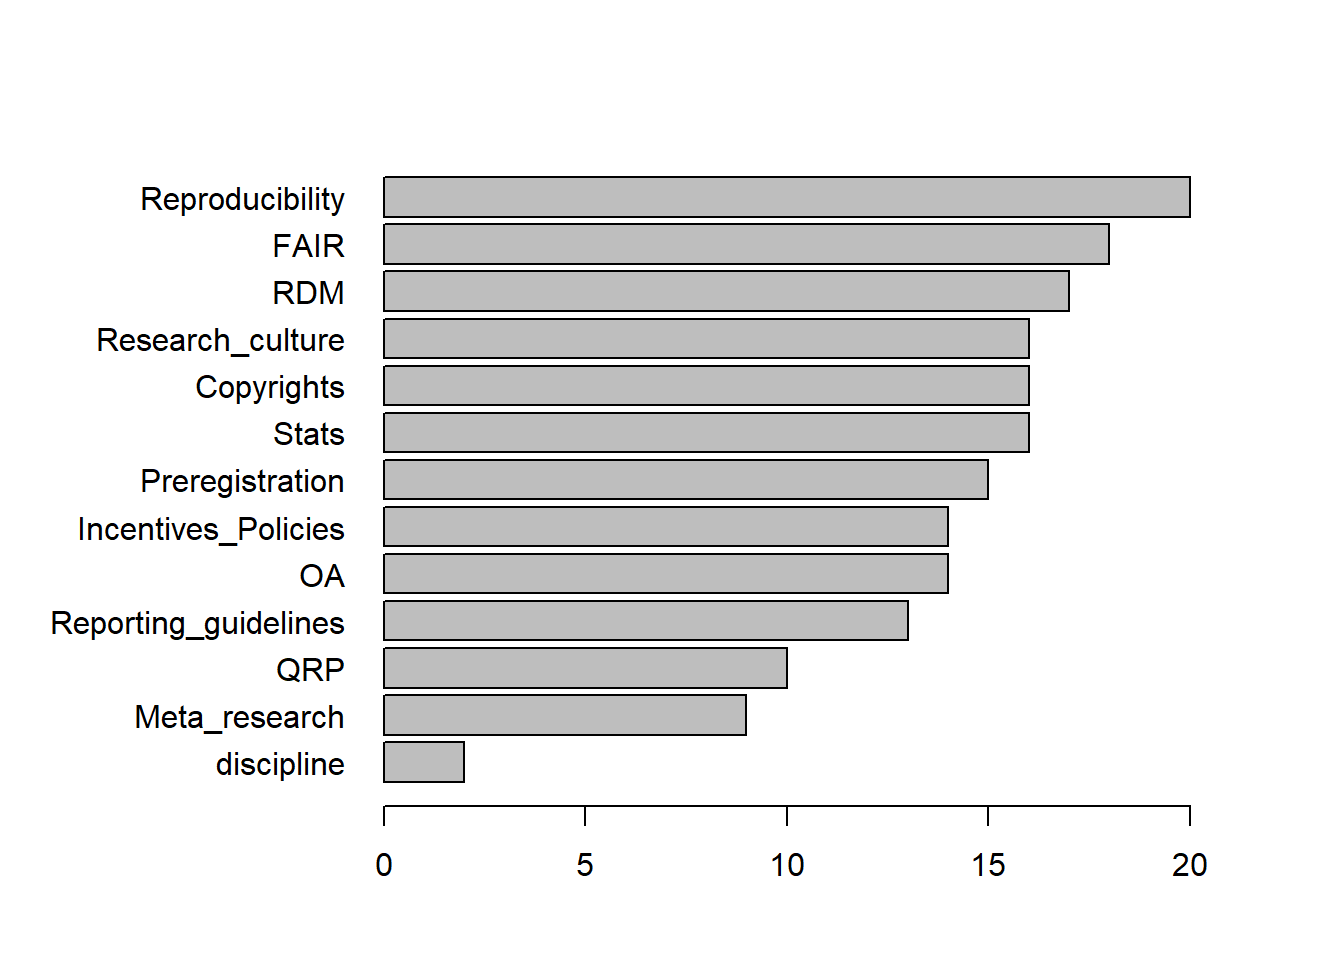 Reproducibility
FAIR
RDM
Research_culture
Copyrights
Stats
Preregistration
Incentives_Policies
OA
Reporting_guidelines
QRP
Meta_research
discipline
0 5 10 15 20